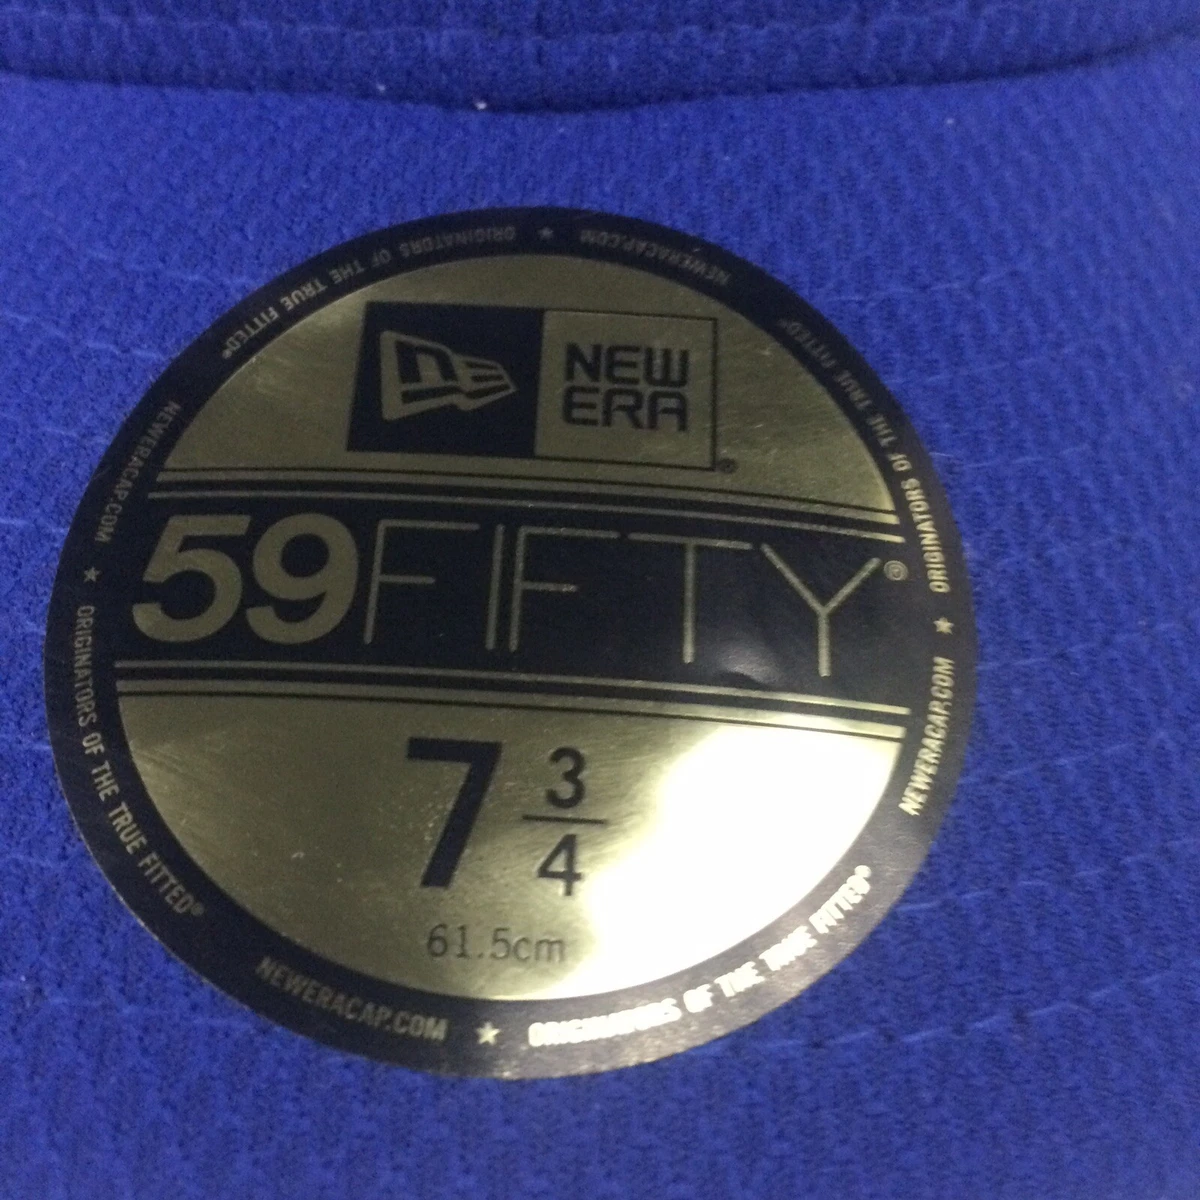 NEW
ERA
®
59FIFTY®
7 3/4
61.5cm
ORIGINATORS OF THE TRUE FITTED® ★ NEWERACAP.COM
ORIGINATORS OF THE TRUE FITTED® ★ NEWERACAP.COM
ORIGINATORS OF THE TRUE FITTED® ★ NEWERACAP.COM
ORIGINATORS OF THE TRUE FITTED® ★ NEWERACAP.COM